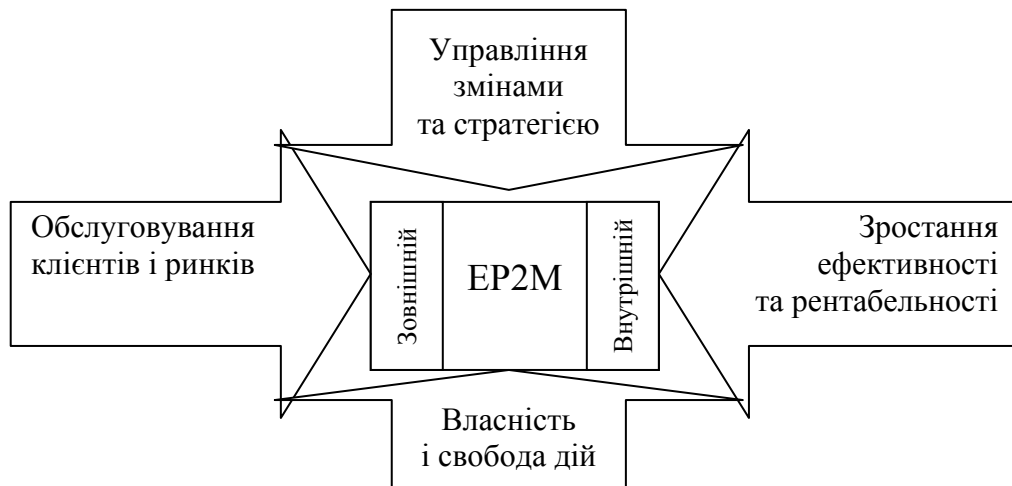 Управління
змінами
та стратегією
Обслуговування
клієнтів і ринків
Зовнішній
EP2M
Внутрішній
Зростання
ефективності
та рентабельності
Власність
і свобода дій